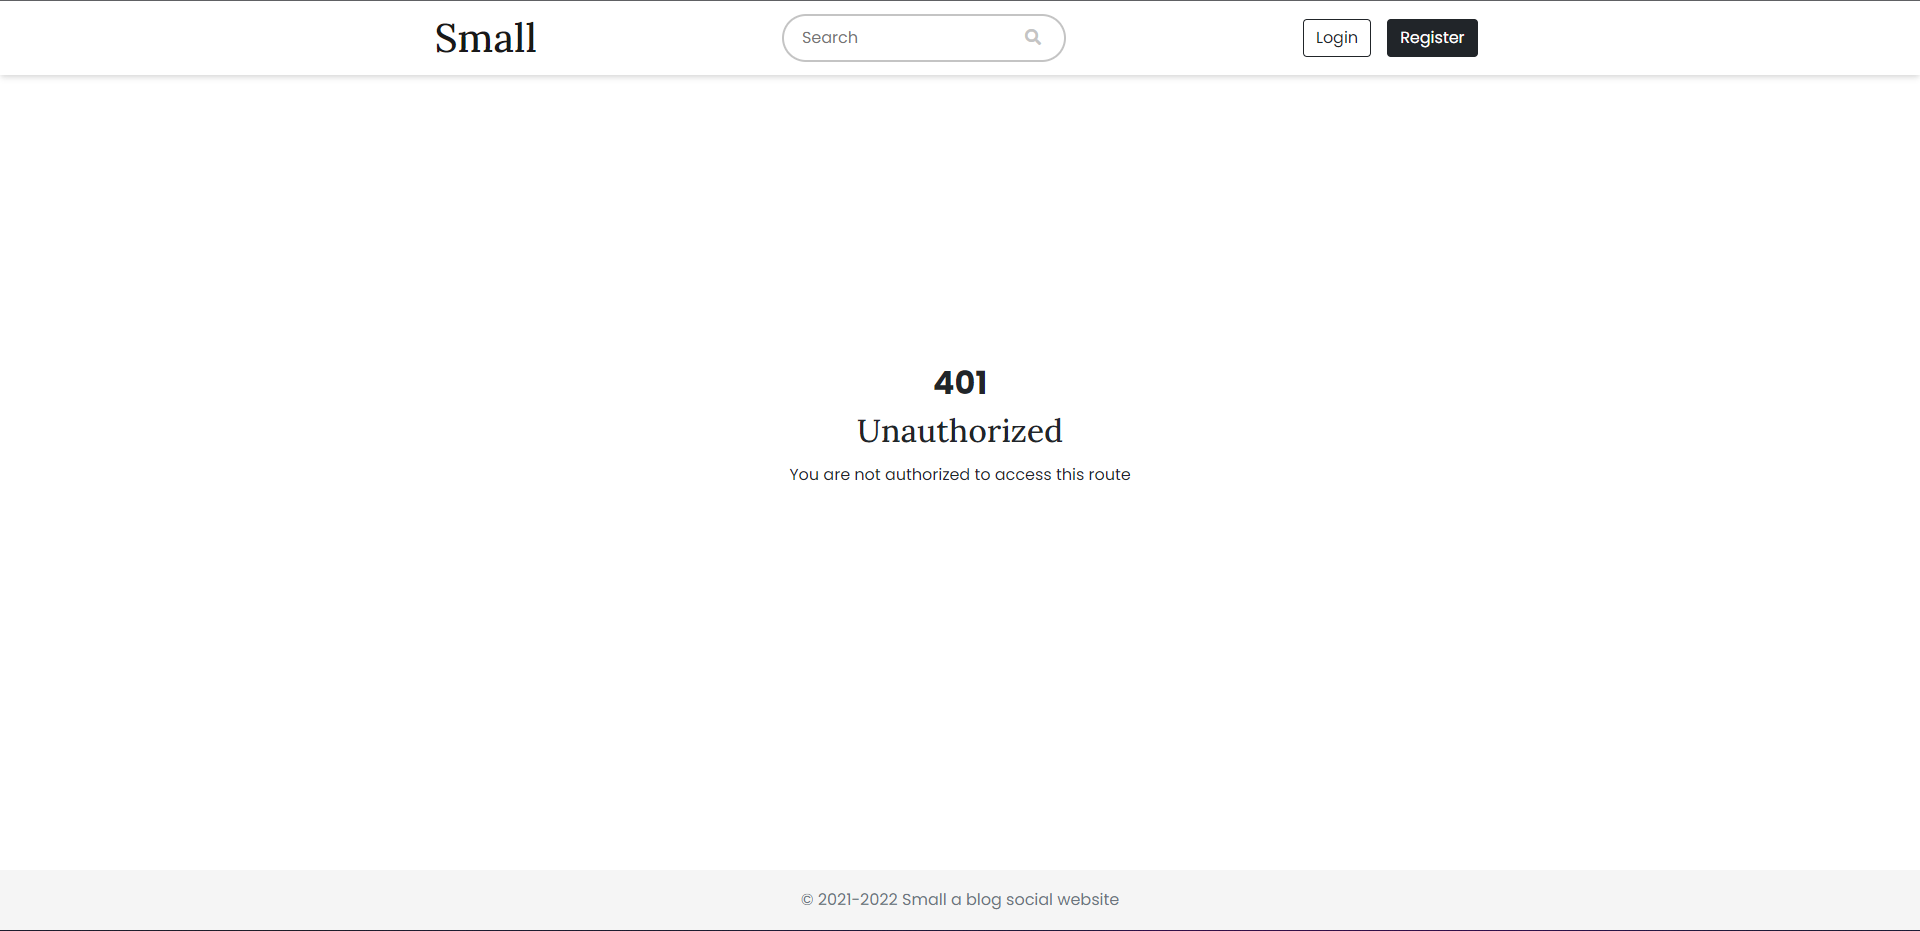 Small
Search
Login
Register
401
Unauthorized
You are not authorized to access this route
© 2021-2022 Small a blog social website